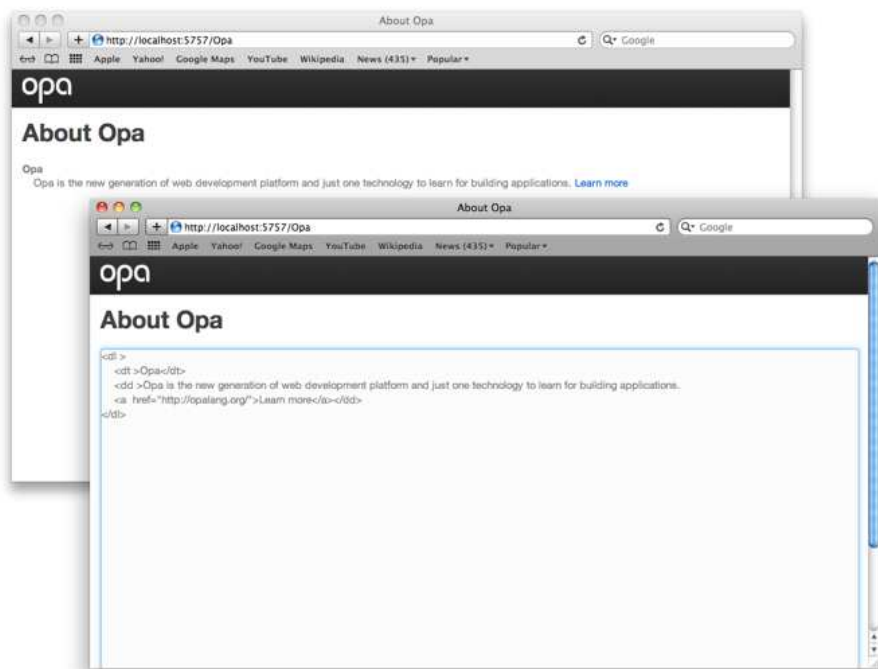 About Opa
http://localhost:5757/Opa
Google
Apple Yahoo! Google Maps YouTube Wikipedia News (435) Popular
opa
About Opa
Opa
Opa is the new generation of web development platform and just one technology to learn for building applications. Learn more
About Opa
http://localhost:5757/Opa
Google
Apple Yahoo! Google Maps YouTube Wikipedia News (435) Popular
opa
About Opa
<dl >
<dt >Opa</dt>
<dd >Opa is the new generation of web development platform and just one technology to learn for building applications.
<a href="http://opalang.org/">Learn more</a></dd>
</dl>